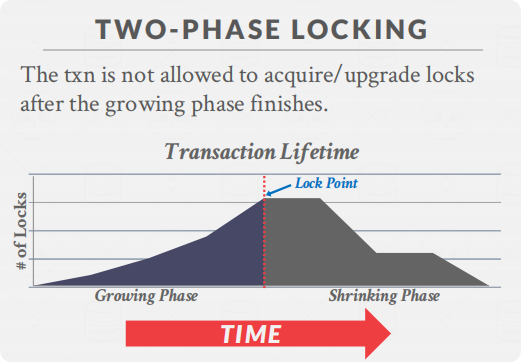 TWO-PHASE LOCKING
The txn is not allowed to acquire/upgrade locks
after the growing phase finishes.
Transaction Lifetime
Lock Point
# of Locks
Growing Phase
Shrinking Phase
TIME